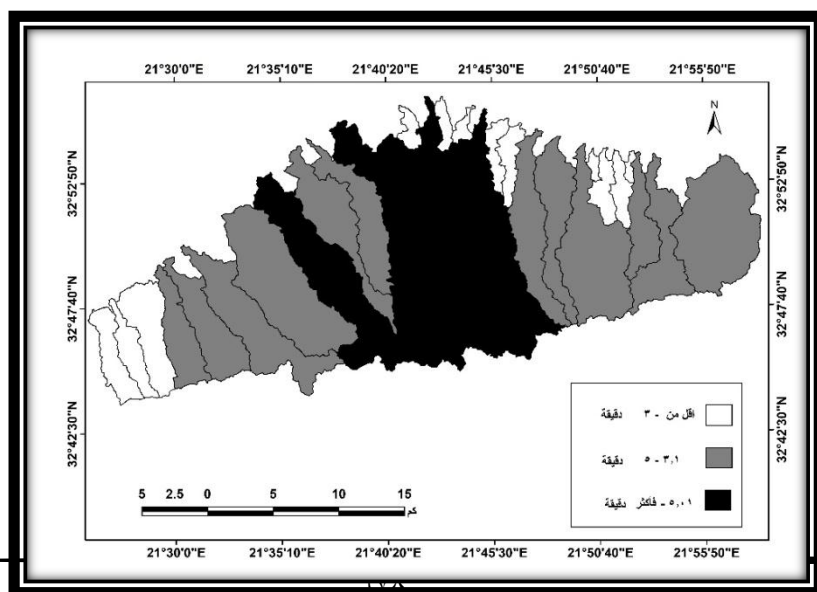 21°30'0"E 21°35'10"E 21°40'20"E 21°45'30"E 21°50'40"E 21°55'50"E
N
32°52'50"N 32°52'50"N
32°47'40"N 32°47'40"N
32°42'30"N 32°42'30"N
اقل من - ٣ دقيقة
٣,١ - ٥ دقيقة
٥,٠١ - فأكثر دقيقة
5 2.5 0 5 10 15
كم
21°30'0"E 21°35'10"E 21°40'20"E 21°45'30"E 21°50'40"E 21°55'50"E